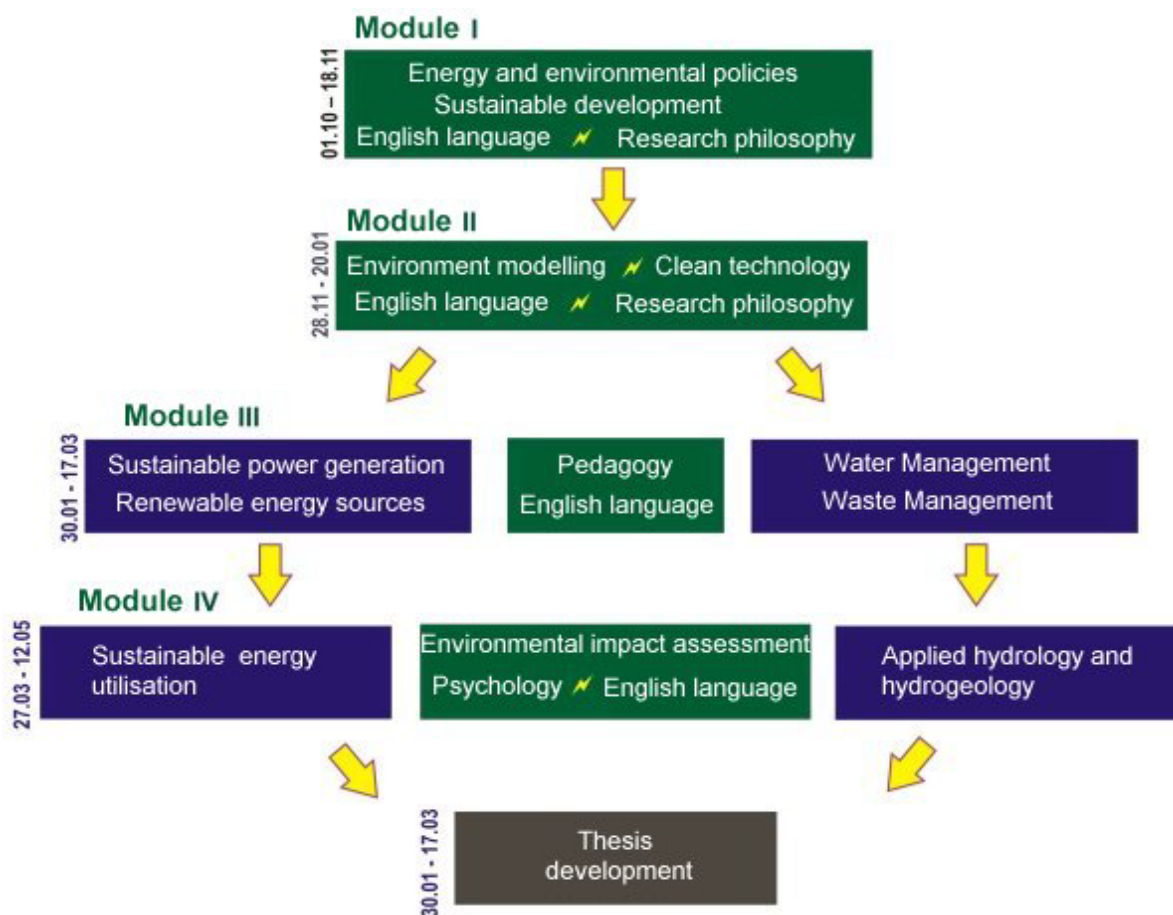 Module I
01.10 – 18.11
Energy and environmental policies
Sustainable development
English language Research philosophy
Module II
28.11 - 20.01
Environment modelling Clean technology
English language Research philosophy
Module III
30.01 - 17.03
Sustainable power generation
Renewable energy sources
Pedagogy
English language
Water Management
Waste Management
Module IV
27.03 - 12.05
Sustainable energy
utilisation
Environmental impact assessment
Psychology English language
Applied hydrology and
hydrogeology
30.01 - 17.03
Thesis
development